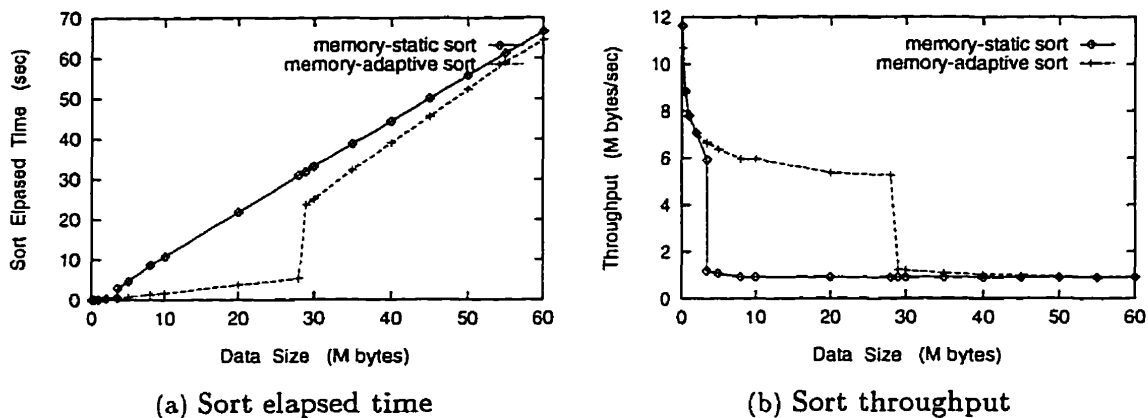 Sort Elpased Time (sec)
70
60
50
40
30
20
10
0
memory-static sort
memory-adaptive sort
0 10 20 30 40 50 60
Data Size (M bytes)
(a) Sort elapsed time
Throughput (M bytes/sec)
12
10
8
6
4
2
0
memory-static sort
memory-adaptive sort
0 10 20 30 40 50 60
Data Size (M bytes)
(b) Sort throughput